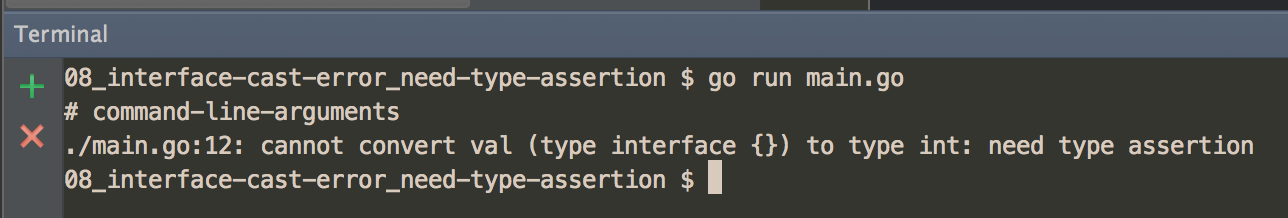 Terminal
08_interface-cast-error_need-type-assertion $ go run main.go
# command-line-arguments
./main.go:12: cannot convert val (type interface {}) to type int: need type assertion
08_interface-cast-error_need-type-assertion $